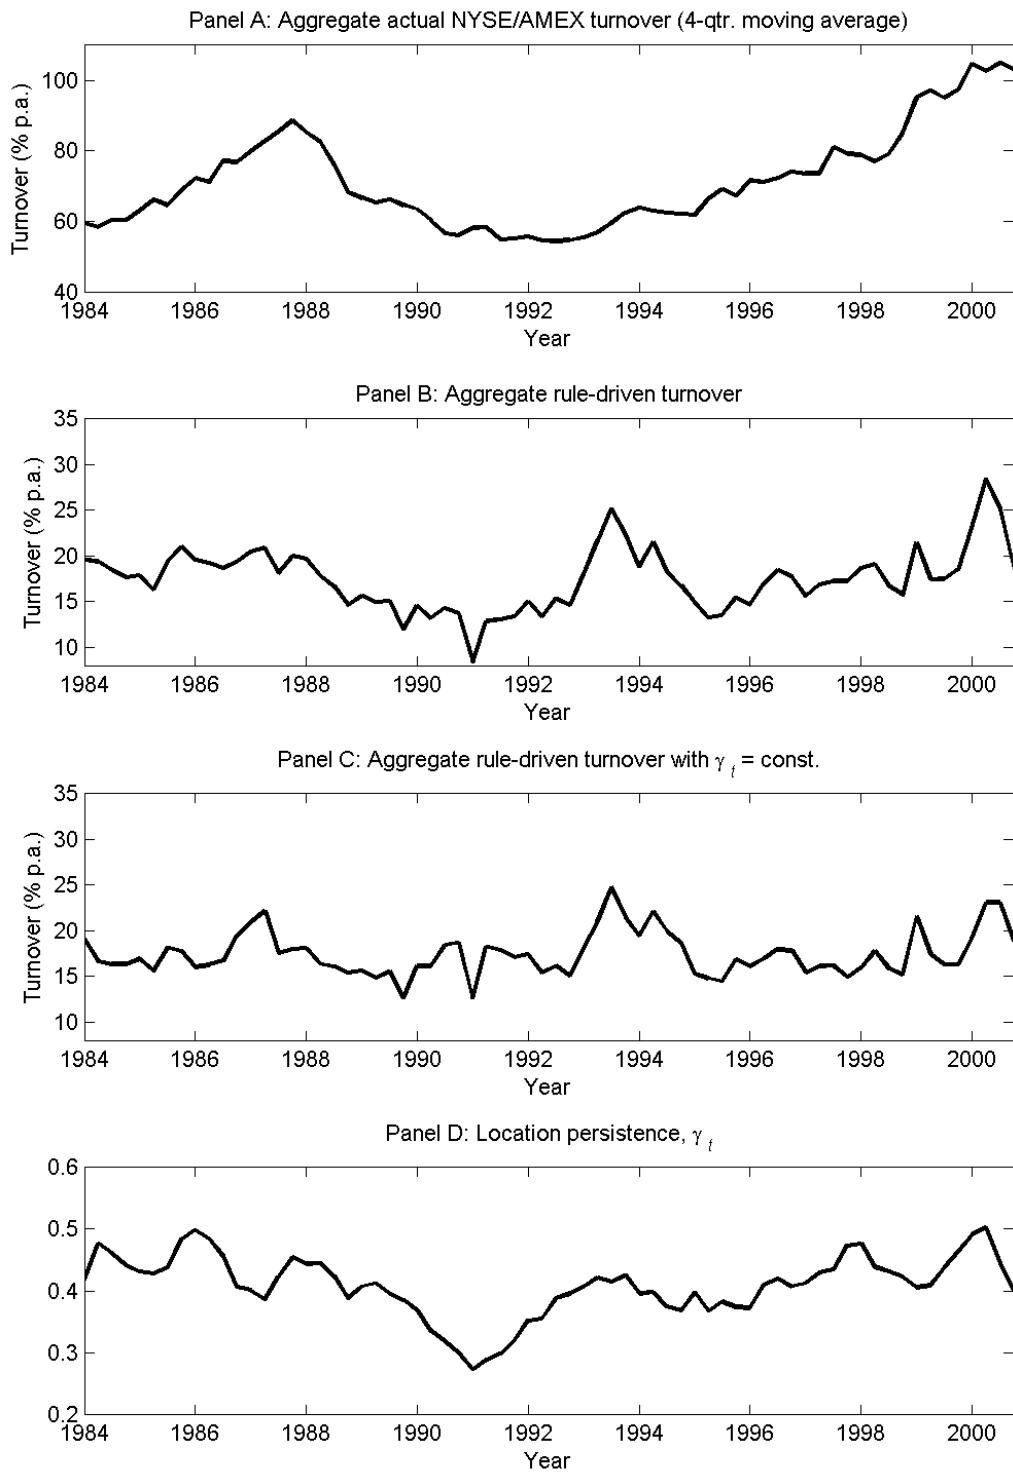 Panel A: Aggregate actual NYSE/AMEX turnover (4-qtr. moving average)
Turnover (% p.a.)
100
80
60
40
1984 1986 1988 1990 1992 1994 1996 1998 2000
Year
Panel B: Aggregate rule-driven turnover
Turnover (% p.a.)
35
30
25
20
15
10
1984 1986 1988 1990 1992 1994 1996 1998 2000
Year
Panel C: Aggregate rule-driven turnover with γ t = const.
Turnover (% p.a.)
35
30
25
20
15
10
1984 1986 1988 1990 1992 1994 1996 1998 2000
Year
Panel D: Location persistence, γ t
0.6
0.5
0.4
0.3
0.2
1984 1986 1988 1990 1992 1994 1996 1998 2000
Year